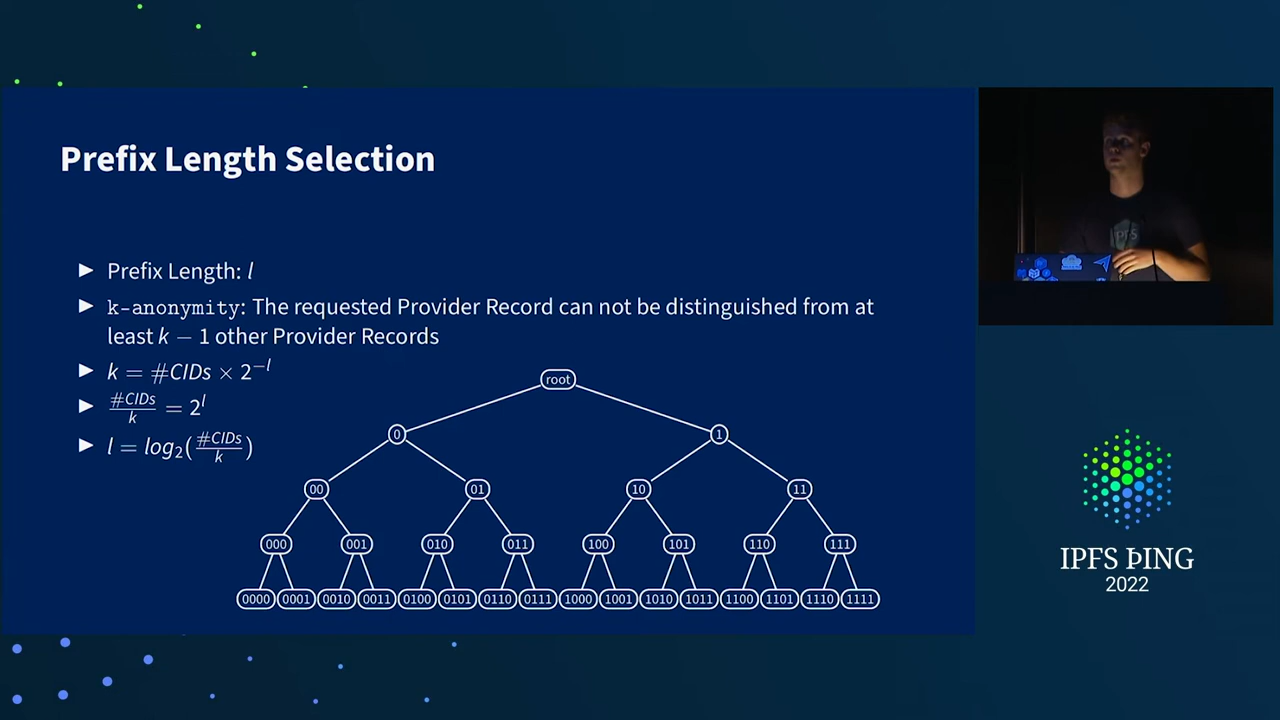 Prefix Length Selection
► Prefix Length: l
► k-anonymity: The requested Provider Record can not be distinguished from at
least k − 1 other Provider Records
► k = #CIDs × 2^{−l}
► #CIDs/k = 2^l
► l = log₂(#CIDs/k)
root
0 1
00 01 10 11
000 001 010 011 100 101 110 111
0000 0001 0010 0011 0100 0101 0110 0111 1000 1001 1010 1011 1100 1101 1110 1111
IPFS
IPFS ÞING
2022